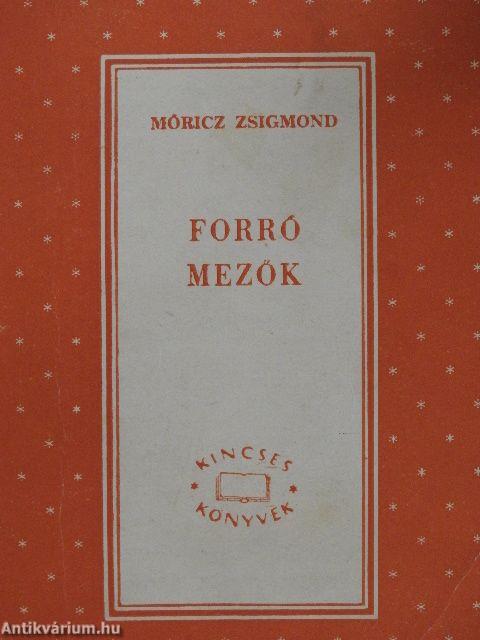 MÓRICZ ZSIGMOND
FORRÓ
MEZŐK
KINCSES
KÖNYVEK
Antikvárium.hu